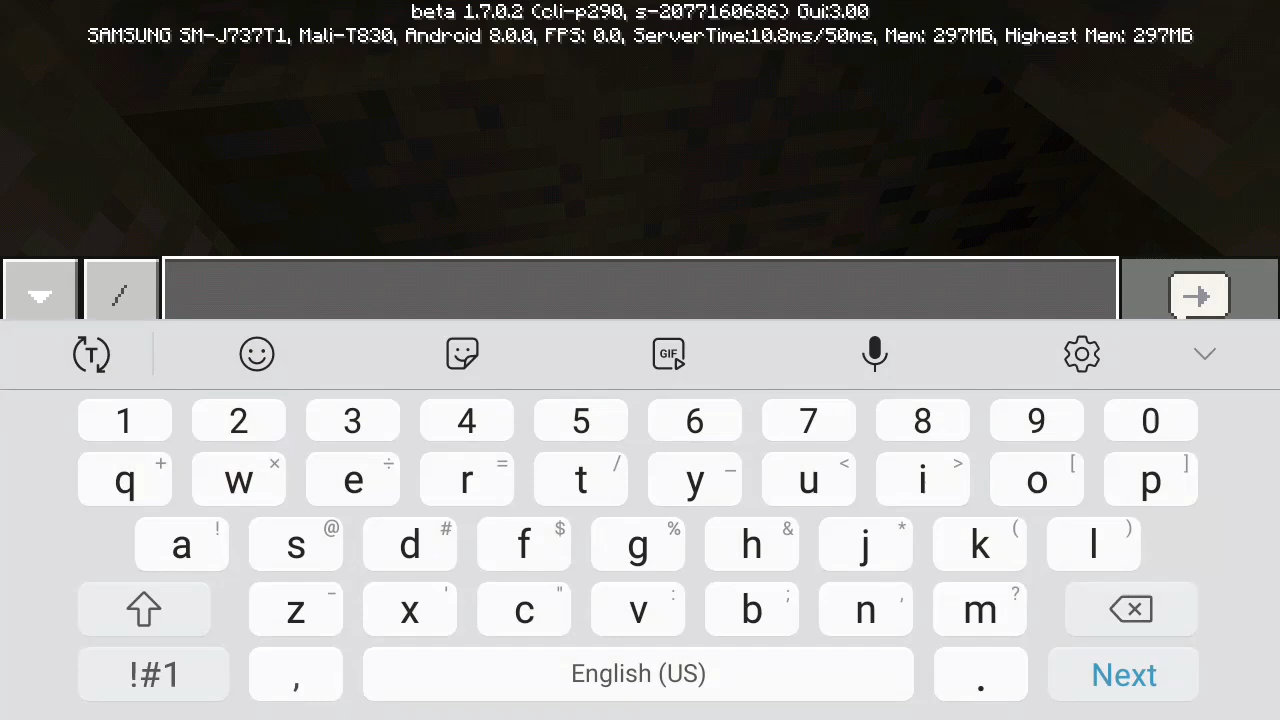 beta 1.7.0.2 (cli-p290, s-2077160686) Gui:3.00
SAMSUNG SM-J737T1, Mali-T830, Android 8.0.0, FPS: 0.0, ServerTime:10.8ms/50ms, Mem: 297MB, Highest Mem: 297MB
/
T GIF
1 2 3 4 5 6 7 8 9 0
q + w × e ÷ r = t / y _ u < i > o [ p ]
a ! s @ d # f $ g % h & j * k ( l )
z - x ' c " v : b ; n , m ?
!#1 , English (US) . Next